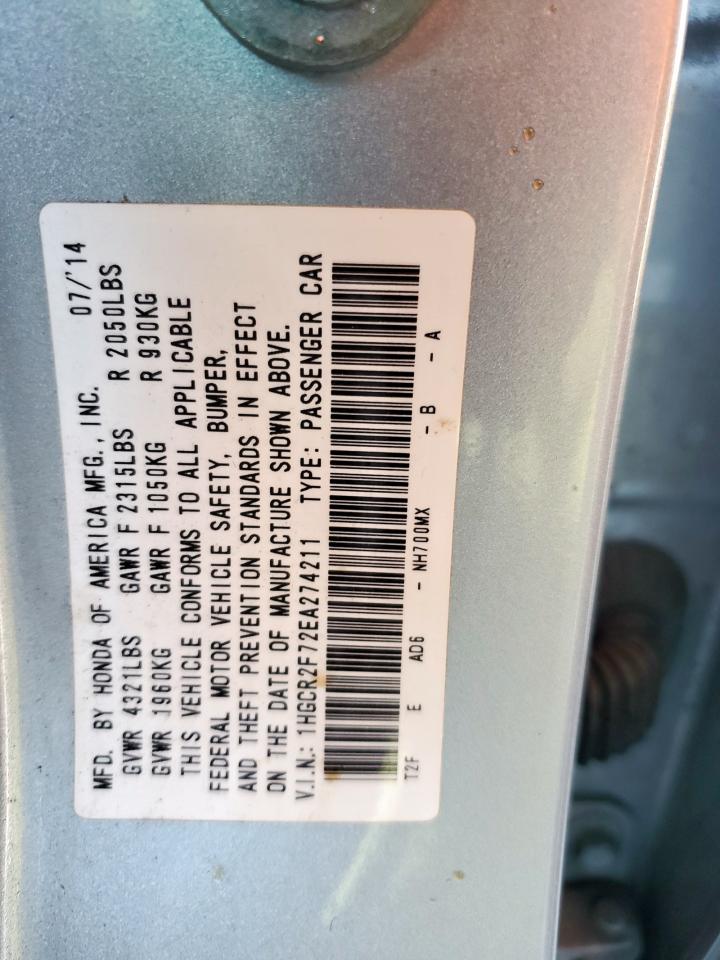 MFD. BY HONDA OF AMERICA MFG., INC. 07/'14
GVWR 4321LBS GAWR F 2315LBS R 2050LBS
GVWR 1960KG GAWR F 1050KG R 930KG
THIS VEHICLE CONFORMS TO ALL APPLICABLE
FEDERAL MOTOR VEHICLE SAFETY, BUMPER,
AND THEFT PREVENTION STANDARDS IN EFFECT
ON THE DATE OF MANUFACTURE SHOWN ABOVE.
V.I.N.: 1HGCR2F72EA274211 TYPE: PASSENGER CAR
T2F E AD6 - NH700MX - B - A